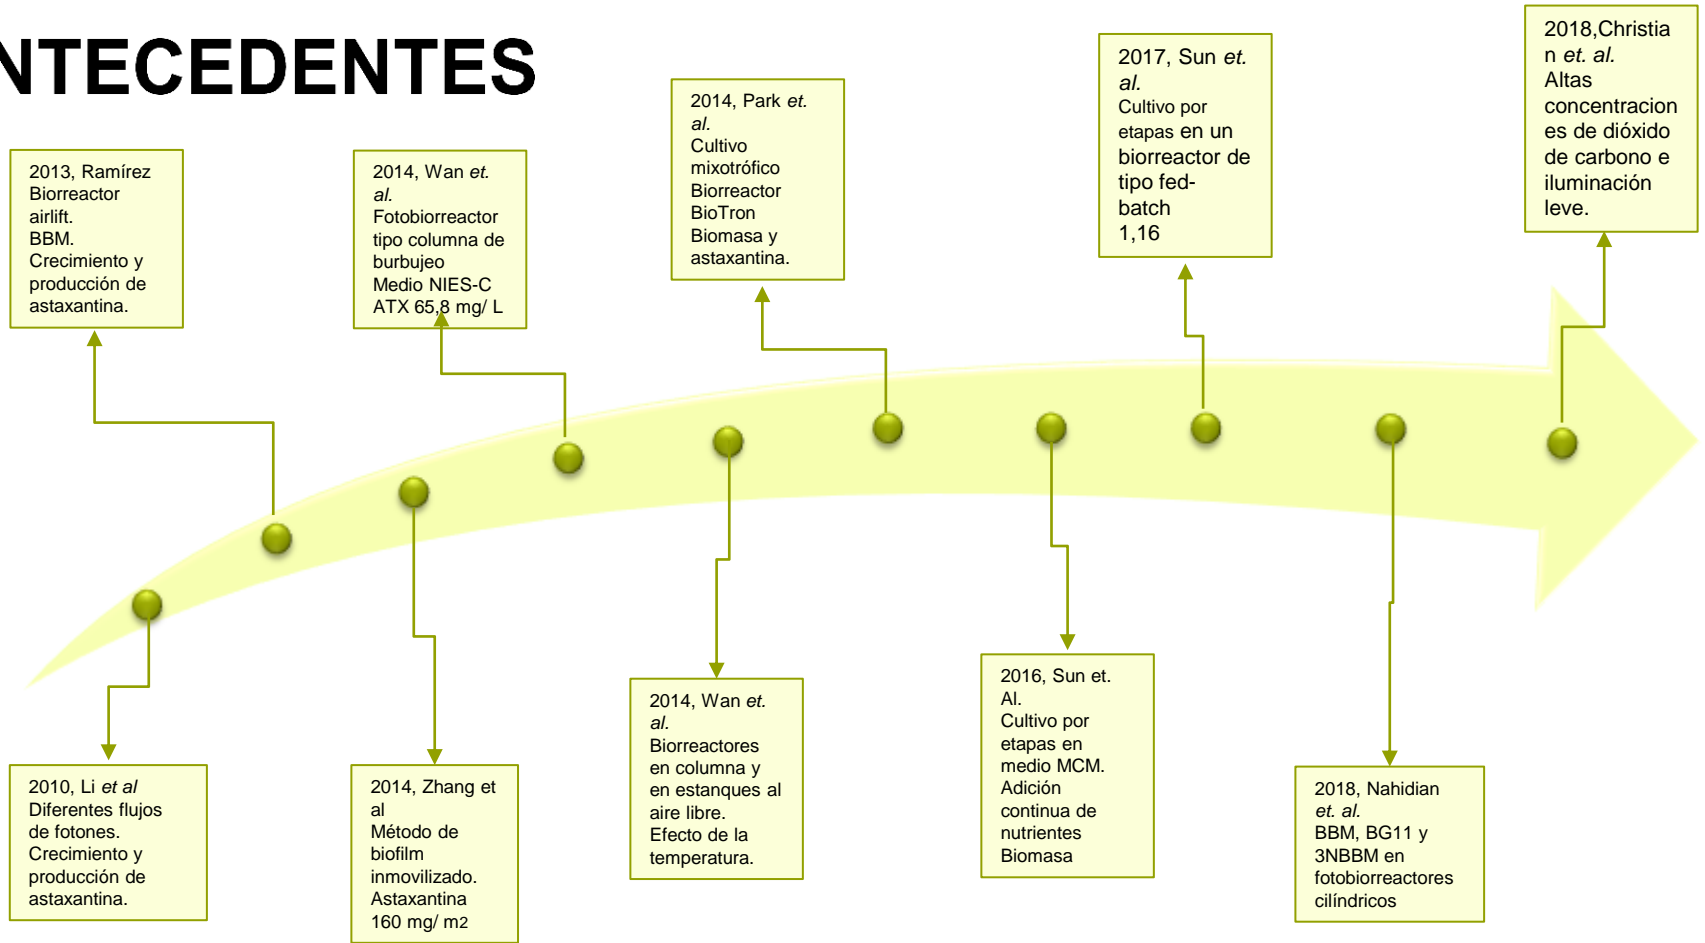 NTECEDENTES
2013, Ramírez
Biorreactor
airlift.
BBM.
Crecimiento y
producción de
astaxantina.
2014, Wan et.
al.
Fotobiorreactor
tipo columna de
burbujeo
Medio NIES-C
ATX 65,8 mg/ L
2014, Park et.
al.
Cultivo
mixotrófico
Biorreactor
BioTron
Biomasa y
astaxantina.
2017, Sun et.
al.
Cultivo por
etapas en un
biorreactor de
tipo fed-
batch
1,16
2018,Christia
n et. al.
Altas
concentracion
es de dióxido
de carbono e
iluminación
leve.
2010, Li et al
Diferentes flujos
de fotones.
Crecimiento y
producción de
astaxantina.
2014, Zhang et
al
Método de
biofilm
inmovilizado.
Astaxantina
160 mg/ m2
2014, Wan et.
al.
Biorreactores
en columna y
en estanques al
aire libre.
Efecto de la
temperatura.
2016, Sun et.
Al.
Cultivo por
etapas en
medio MCM.
Adición
continua de
nutrientes
Biomasa
2018, Nahidian
et. al.
BBM, BG11 y
3NBBM en
fotobiorreactores
cilíndricos